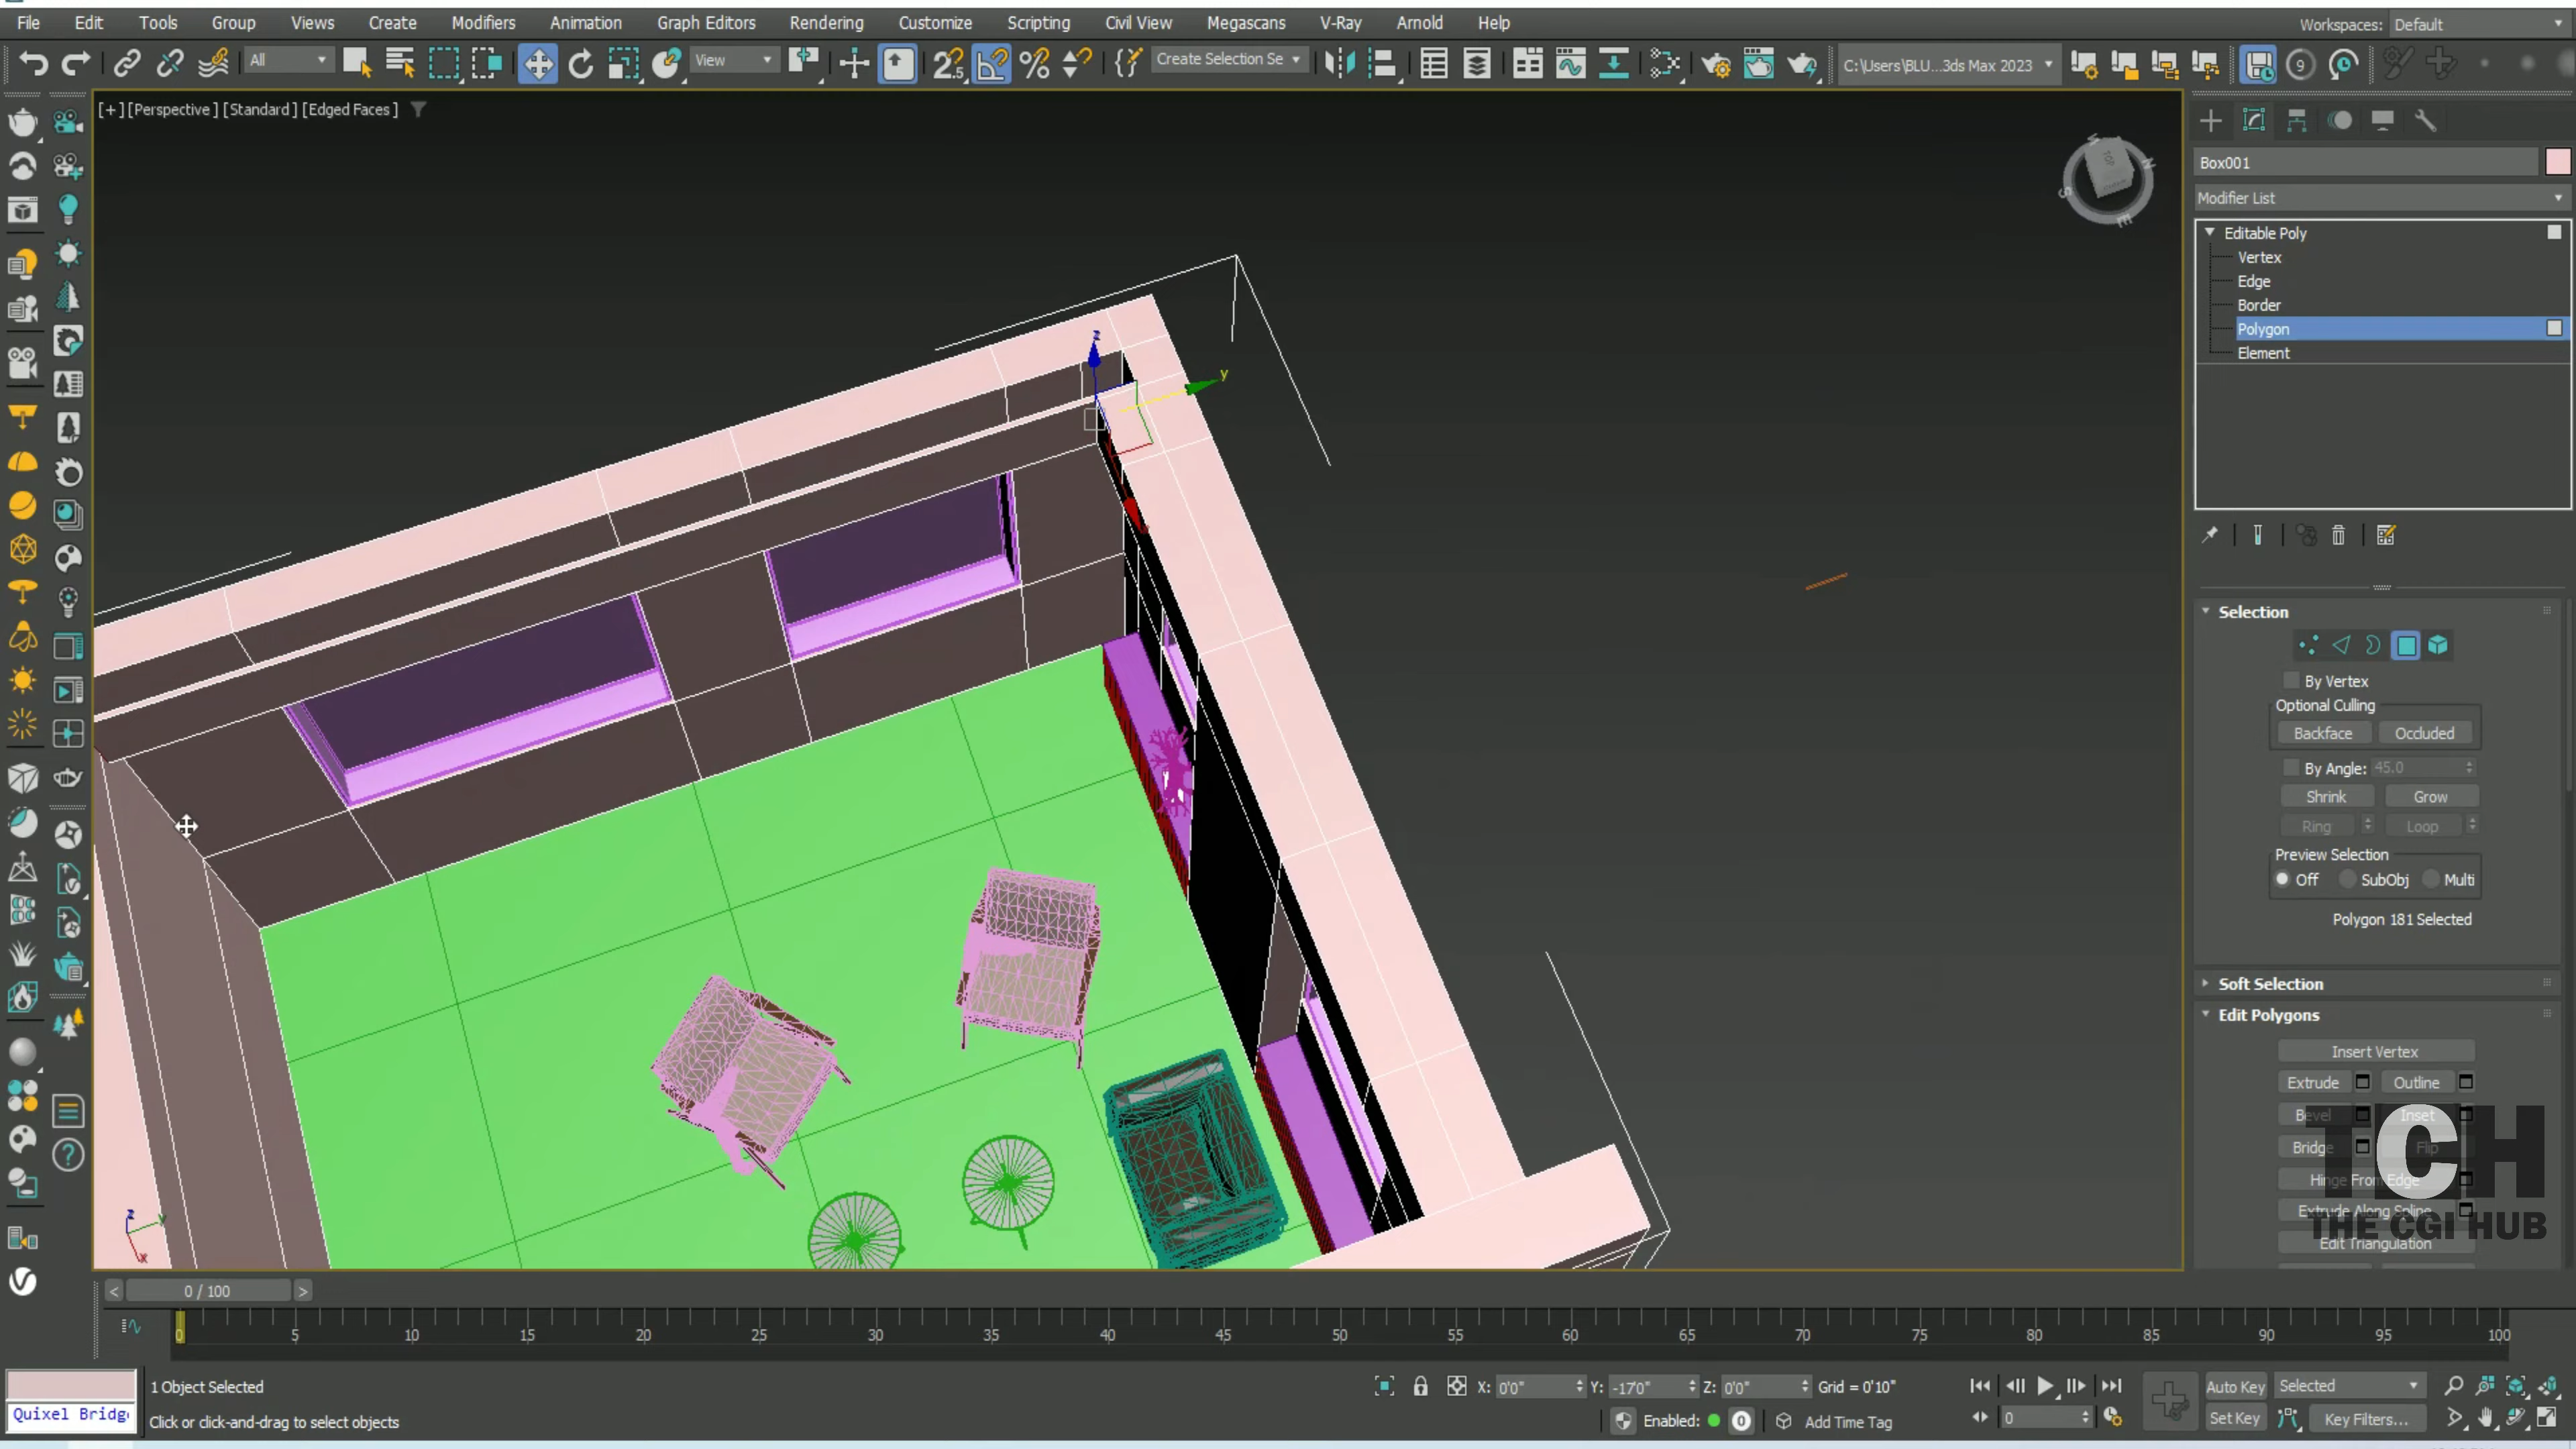 File Edit Tools Group Views Create Modifiers Animation Graph Editors Rendering Customize Scripting Civil View Megascans V-Ray Arnold Help Workspaces: Default
All View Create Selection Se C:\Users\BLU...3ds Max 2023
[+] [Perspective] [Standard] [Edged Faces]
Box001
Modifier List
Editable Poly
Vertex
Edge
Border
Polygon
Element
Selection
By Vertex
Optional Culling
Backface Occluded
By Angle: 45.0
Shrink Grow
Ring Loop
Preview Selection
Off SubObj Multi
Polygon 181 Selected
Soft Selection
Edit Polygons
Insert Vertex
Extrude Outline
Bevel Inset
Bridge Flip
Hinge From Edge
Extrude Along Spline
Edit Triangulation
TCH
THE CGI HUB
z
y
TOP
N
S
E
z
x
< 0 / 100 >
0 5 10 15 20 25 30 35 40 45 50 55 60 65 70 75 80 85 90 95 100
1 Object Selected X: 0'0" Y: -17'0" Z: 0'0" Grid = 0'10" Auto Key Selected
Quixel Bridg Click or click-and-drag to select objects Enabled: 0 Add Time Tag 0 Set Key Key Filters...